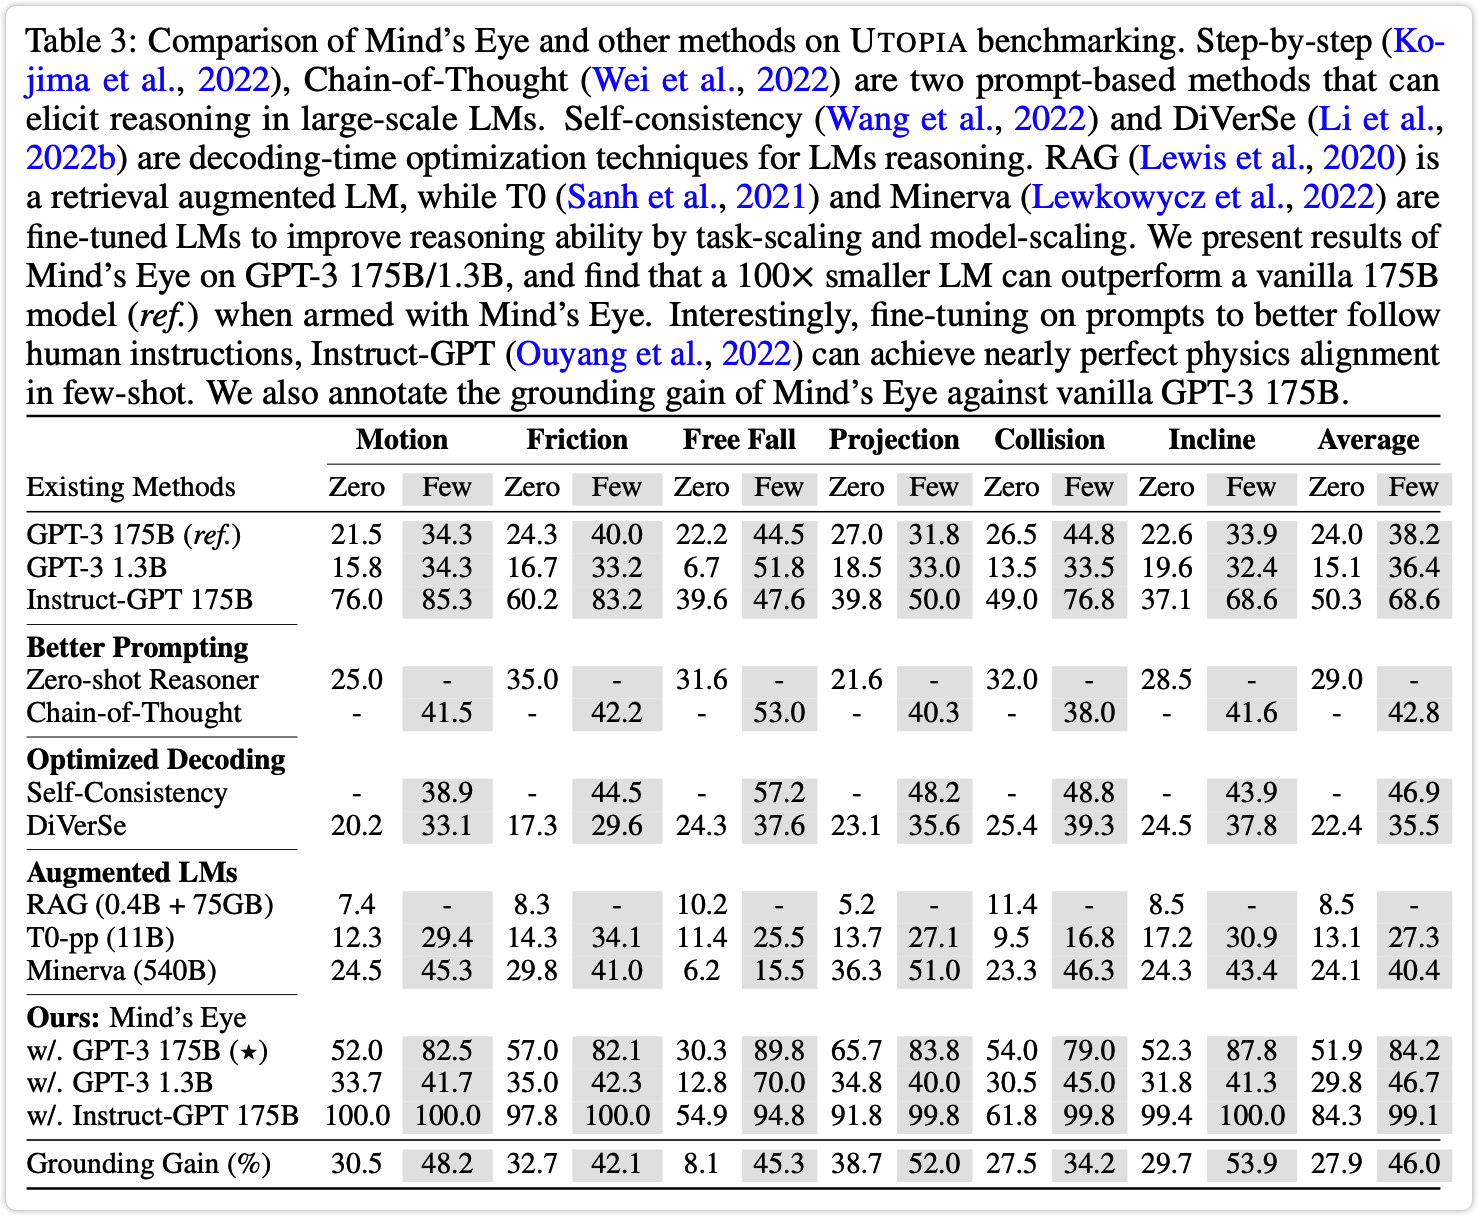 Table 3: Comparison of Mind's Eye and other methods on UTOPIA benchmarking. Step-by-step (Ko-
jima et al., 2022), Chain-of-Thought (Wei et al., 2022) are two prompt-based methods that can
elicit reasoning in large-scale LMs. Self-consistency (Wang et al., 2022) and DiVerSe (Li et al.,
2022b) are decoding-time optimization techniques for LMs reasoning. RAG (Lewis et al., 2020) is
a retrieval augmented LM, while T0 (Sanh et al., 2021) and Minerva (Lewkowycz et al., 2022) are
fine-tuned LMs to improve reasoning ability by task-scaling and model-scaling. We present results of
Mind's Eye on GPT-3 175B/1.3B, and find that a 100× smaller LM can outperform a vanilla 175B
model (ref.) when armed with Mind's Eye. Interestingly, fine-tuning on prompts to better follow
human instructions, Instruct-GPT (Ouyang et al., 2022) can achieve nearly perfect physics alignment
in few-shot. We also annotate the grounding gain of Mind's Eye against vanilla GPT-3 175B.
Motion Friction Free Fall Projection Collision Incline Average
Existing Methods Zero Few Zero Few Zero Few Zero Few Zero Few Zero Few Zero Few
GPT-3 175B (ref.) 21.5 34.3 24.3 40.0 22.2 44.5 27.0 31.8 26.5 44.8 22.6 33.9 24.0 38.2
GPT-3 1.3B 15.8 34.3 16.7 33.2 6.7 51.8 18.5 33.0 13.5 33.5 19.6 32.4 15.1 36.4
Instruct-GPT 175B 76.0 85.3 60.2 83.2 39.6 47.6 39.8 50.0 49.0 76.8 37.1 68.6 50.3 68.6
Better Prompting
Zero-shot Reasoner 25.0 - 35.0 - 31.6 - 21.6 - 32.0 - 28.5 - 29.0 -
Chain-of-Thought - 41.5 - 42.2 - 53.0 - 40.3 - 38.0 - 41.6 - 42.8
Optimized Decoding
Self-Consistency - 38.9 - 44.5 - 57.2 - 48.2 - 48.8 - 43.9 - 46.9
DiVerSe 20.2 33.1 17.3 29.6 24.3 37.6 23.1 35.6 25.4 39.3 24.5 37.8 22.4 35.5
Augmented LMs
RAG (0.4B + 75GB) 7.4 - 8.3 - 10.2 - 5.2 - 11.4 - 8.5 - 8.5 -
T0-pp (11B) 12.3 29.4 14.3 34.1 11.4 25.5 13.7 27.1 9.5 16.8 17.2 30.9 13.1 27.3
Minerva (540B) 24.5 45.3 29.8 41.0 6.2 15.5 36.3 51.0 23.3 46.3 24.3 43.4 24.1 40.4
Ours: Mind's Eye
w/. GPT-3 175B (★) 52.0 82.5 57.0 82.1 30.3 89.8 65.7 83.8 54.0 79.0 52.3 87.8 51.9 84.2
w/. GPT-3 1.3B 33.7 41.7 35.0 42.3 12.8 70.0 34.8 40.0 30.5 45.0 31.8 41.3 29.8 46.7
w/. Instruct-GPT 175B 100.0 100.0 97.8 100.0 54.9 94.8 91.8 99.8 61.8 99.8 99.4 100.0 84.3 99.1
Grounding Gain (%) 30.5 48.2 32.7 42.1 8.1 45.3 38.7 52.0 27.5 34.2 29.7 53.9 27.9 46.0